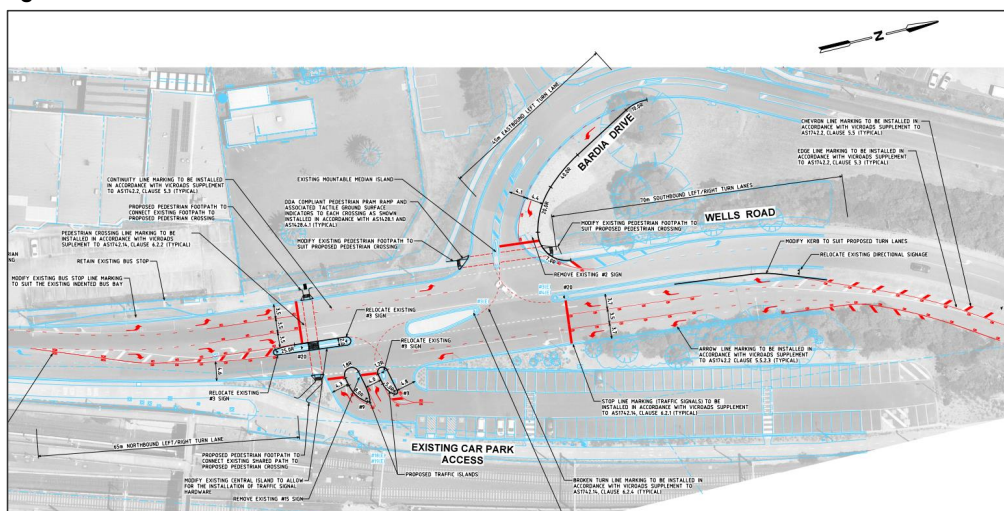 N
45m EASTBOUND LEFT TURN LANE
BARDIA DRIVE
CHEVRON LINE MARKING TO BE INSTALLED IN
ACCORDANCE WITH VICROADS SUPPLEMENT
TO AS1742.2, CLAUSE 5.5 (TYPICAL)
EDGE LINE MARKING TO BE INSTALLED IN
ACCORDANCE WITH VICROADS SUPPLEMENT
TO AS1742.2, CLAUSE 5.3 (TYPICAL)
CONTINUITY LINE MARKING TO BE INSTALLED
IN ACCORDANCE WITH VICROADS SUPPLEMENT
TO AS1742.2, CLAUSE 5.3 (TYPICAL)
EXISTING MOUNTABLE MEDIAN ISLAND
DDA COMPLIANT PEDESTRIAN PRAM RAMP &
ASSOCIATED TACTILE GROUND SURFACE
INDICATORS TO EACH CROSSING AS SHOWN
INSTALLED IN ACCORDANCE WITH AS1428.1 AND
AS1428.4.1 (TYPICAL)
70m SOUTHBOUND LEFT/RIGHT TURN LANES
WELLS ROAD
PROPOSED PEDESTRIAN FOOTPATH TO
CONNECT EXISTING FOOTPATH TO
PROPOSED PEDESTRIAN CROSSING
PEDESTRIAN CROSSING LINE MARKING TO BE
INSTALLED IN ACCORDANCE WITH VICROADS
SUPPLEMENT TO AS1742.14, CLAUSE 6.2.2 (TYPICAL)
MODIFY EXISTING PEDESTRIAN FOOTPATH TO
SUIT PROPOSED PEDESTRIAN CROSSING
MODIFY EXISTING PEDESTRIAN FOOTPATH TO
SUIT PROPOSED PEDESTRIAN CROSSING
MODIFY KERB TO SUIT PROPOSED TURN LANES
RELOCATE EXISTING DIRECTIONAL SIGNAGE
RETAIN EXISTING BUS STOP
MODIFY EXISTING BUS STOP LINE MARKING
TO SUIT THE EXISTING INDENTED BUS BAY
REMOVE EXISTING #2 SIGN
#20
RELOCATE EXISTING
#3 SIGN
RELOCATE EXISTING
#9 SIGN
#20
RELOCATE EXISTING
#3 SIGN
ARROW LINE MARKING TO BE INSTALLED IN
ACCORDANCE WITH VICROADS SUPPLEMENT
TO AS1742.2 CLAUSE 5.5.2.3 (TYPICAL)
STOP LINE MARKING (TRAFFIC SIGNALS) TO BE
INSTALLED IN ACCORDANCE WITH VICROADS SUPPLEMENT
TO AS1742.14, CLAUSE 6.2.1 (TYPICAL)
65m NORTHBOUND LEFT/RIGHT TURN LANE
EXISTING CAR PARK
ACCESS
PROPOSED PEDESTRIAN FOOTPATH TO
CONNECT EXISTING SHARED PATH TO
PROPOSED PEDESTRIAN CROSSING
PROPOSED TRAFFIC ISLANDS
MODIFY EXISTING CENTRAL ISLAND TO ALLOW
FOR THE INSTALLATION OF TRAFFIC SIGNAL
HARDWARE
REMOVE EXISTING #15 SIGN
BROKEN TURN LINE MARKING TO BE INSTALLED IN
ACCORDANCE WITH VICROADS SUPPLEMENT TO
AS1742.14, CLAUSE 6.2.4 (TYPICAL)